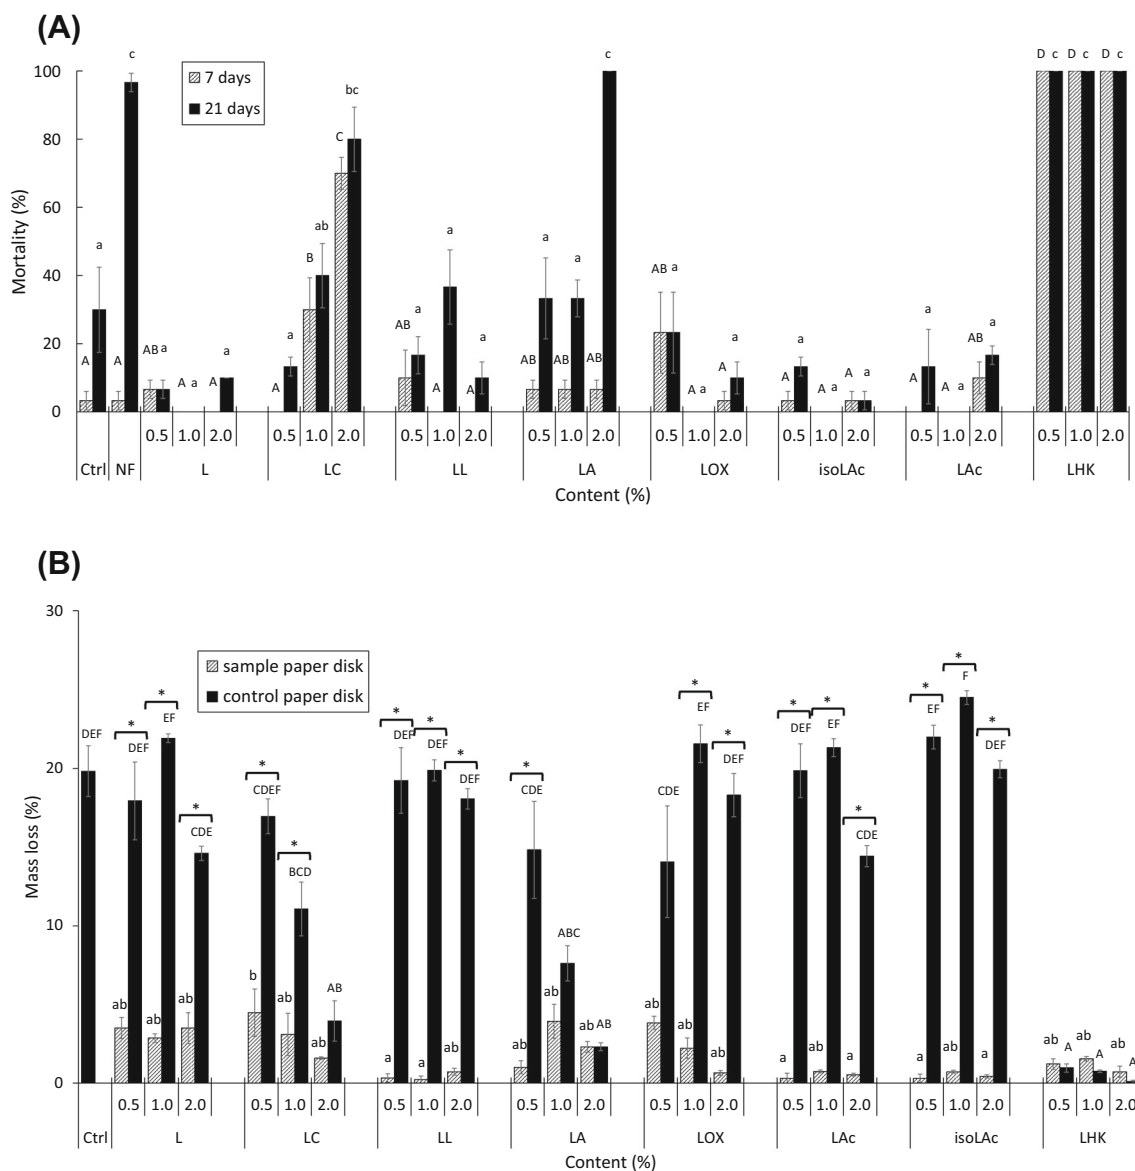 (A)
Mortality (%)
100
80
60
40
20
0
7 days
21 days
A a
A c
AB a
A a
A a
A a
B ab
C bc
AB a
A a
A a
AB a
AB a
AB c
AB a
A a
A a
A a
A a
A a
A a
A a
AB a
D c
D c
D c
0.5 1.0 2.0 0.5 1.0 2.0 0.5 1.0 2.0 0.5 1.0 2.0 0.5 1.0 2.0 0.5 1.0 2.0 0.5 1.0 2.0 0.5 1.0 2.0
Ctrl NF L LC LL LA LOX isoLAc LAc LHK
Content (%)
(B)
Mass loss (%)
30
20
10
0
sample paper disk
control paper disk
DEF
* ab DEF
* ab EF
* ab CDE
* b CDEF
* ab BCD
ab AB
* a DEF
* a DEF
* ab DEF
* ab CDE
ab ABC
ab AB
ab CDE
* ab EF
* ab DEF
* a DEF
* ab EF
* a CDE
* a EF
* ab F
* a DEF
ab A
ab A
ab A
0.5 1.0 2.0 0.5 1.0 2.0 0.5 1.0 2.0 0.5 1.0 2.0 0.5 1.0 2.0 0.5 1.0 2.0 0.5 1.0 2.0 0.5 1.0 2.0
Ctrl L LC LL LA LOX LAc isoLAc LHK
Content (%)